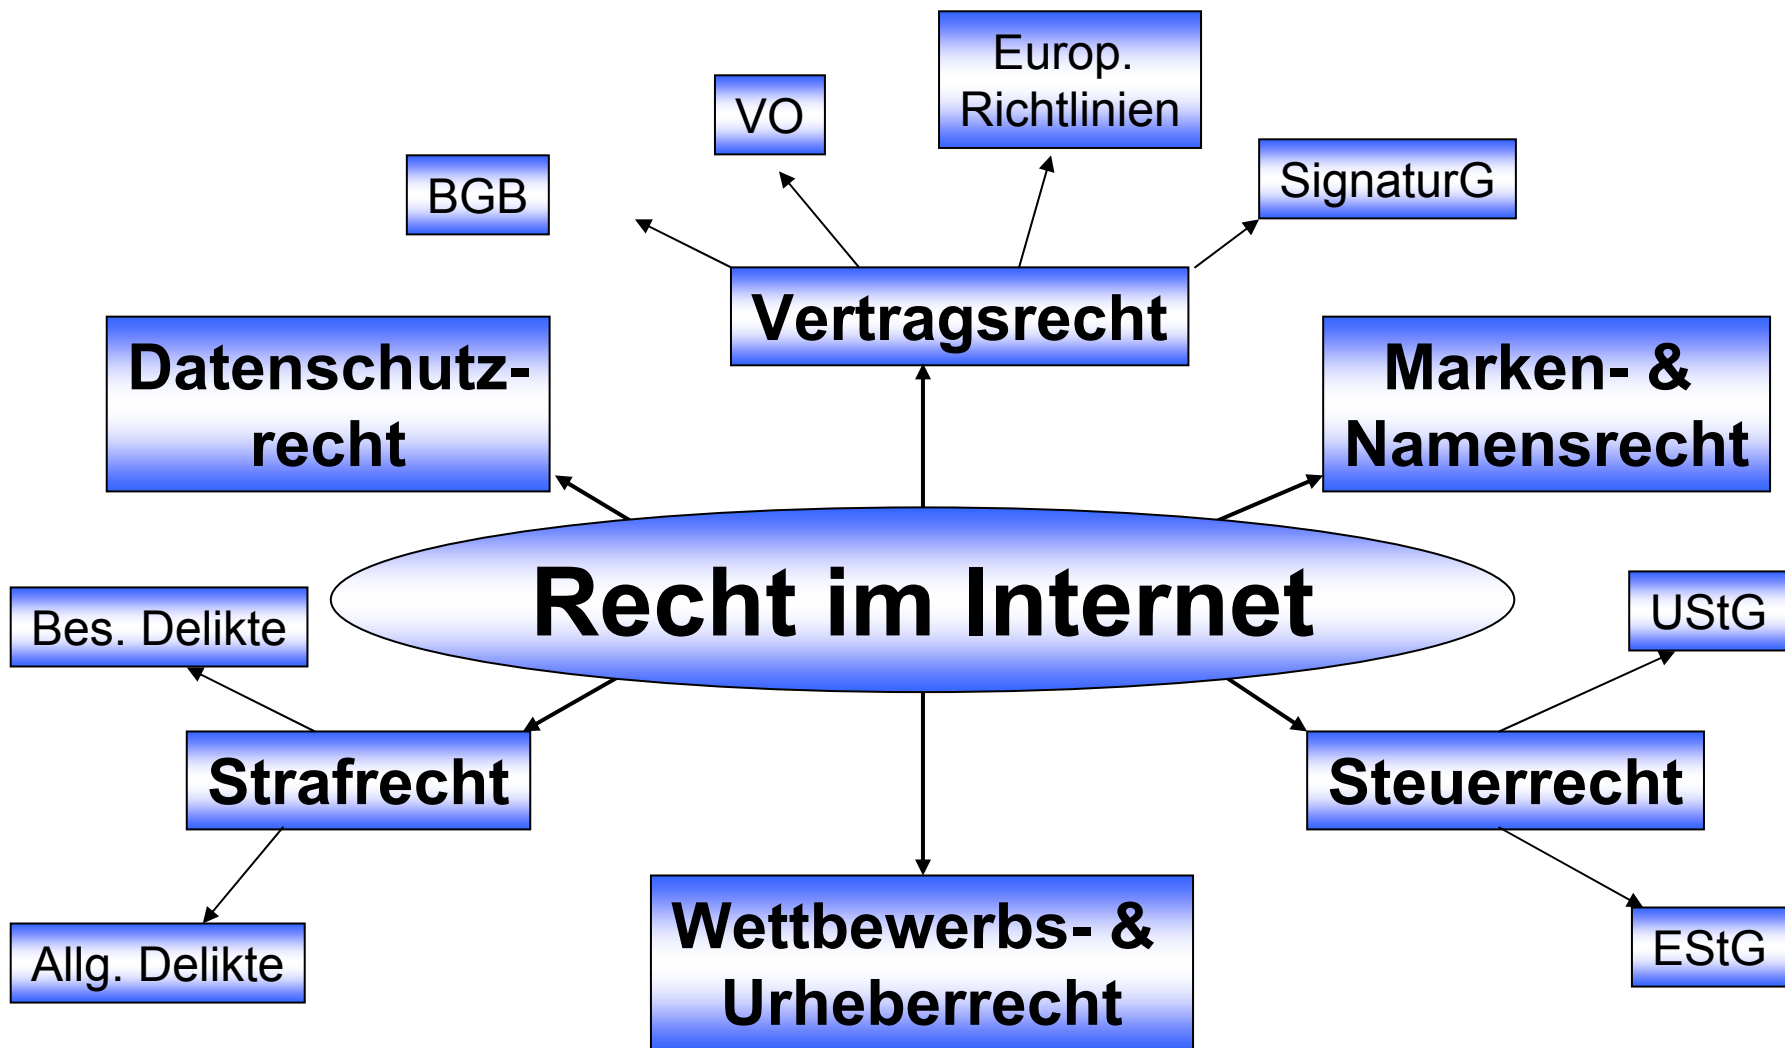 Europ.
Richtlinien
VO
SignaturG
BGB
Vertragsrecht
Datenschutz-
recht
Marken- &
Namensrecht
Recht im Internet
Bes. Delikte
UStG
Strafrecht
Steuerrecht
Wettbewerbs- &
Urheberrecht
Allg. Delikte
EStG